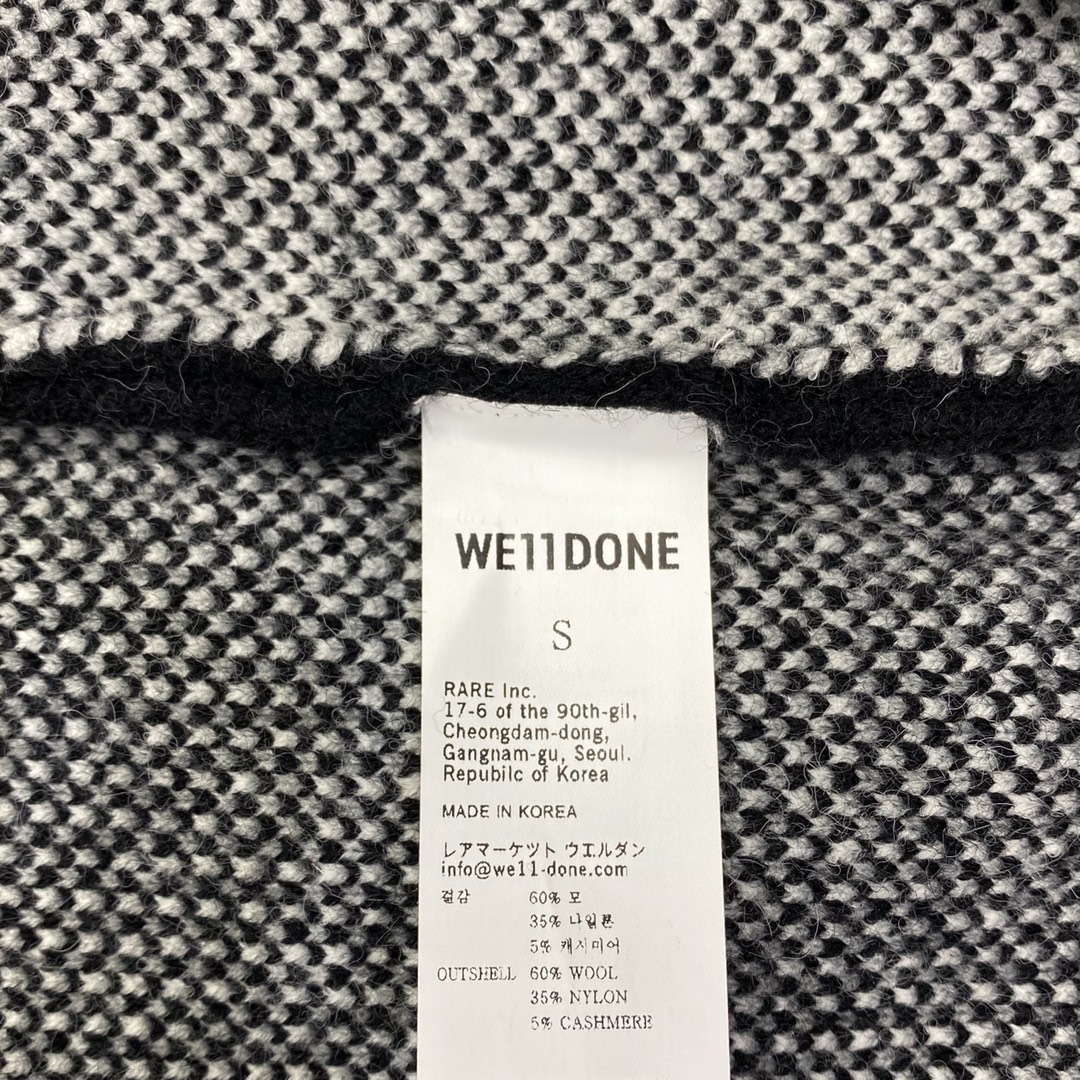 WE11DONE
S
RARE Inc.
17-6 of the 90th-gil,
Cheongdam-dong,
Gangnam-gu, Seoul.
Repubilc of Korea
MADE IN KOREA
レアマーケツト ウエルダン
info@we11-done.com
겉감 60% 모
35% 나일론
5% 캐시미어
OUTSHELL 60% WOOL
35% NYLON
5% CASHMERE